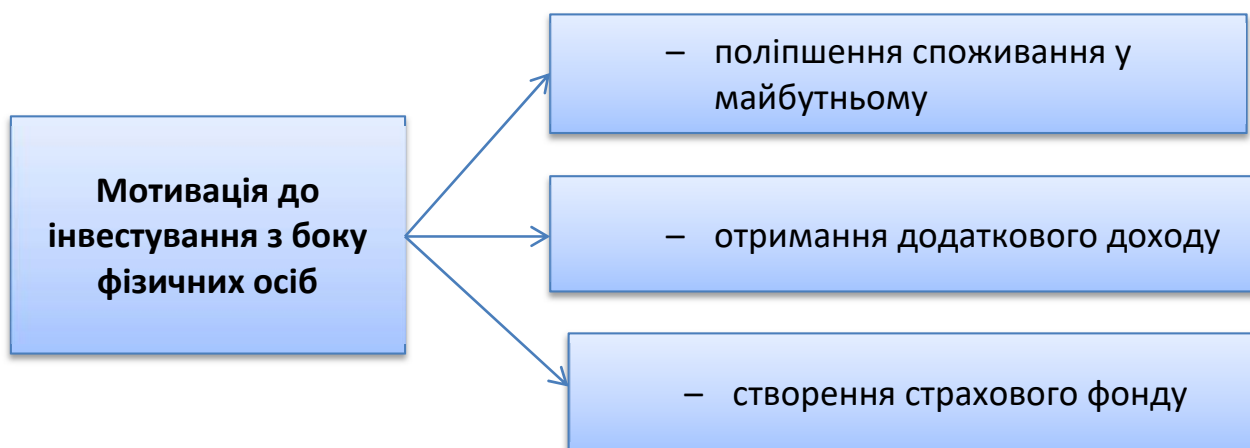 Мотивація до
інвестування з боку
фізичних осіб
– поліпшення споживання у
майбутньому
– отримання додаткового доходу
– створення страхового фонду